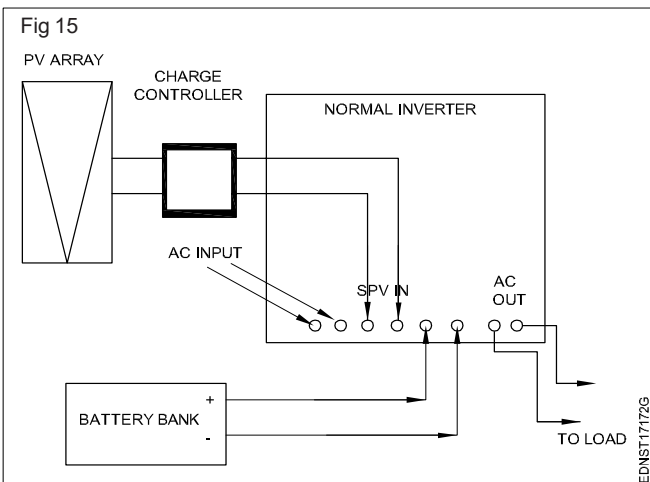 Fig 15
PV ARRAY
CHARGE
CONTROLLER
NORMAL INVERTER
AC INPUT
SPV IN
AC
OUT
+
BATTERY BANK
-
TO LOAD
EDNST17172G